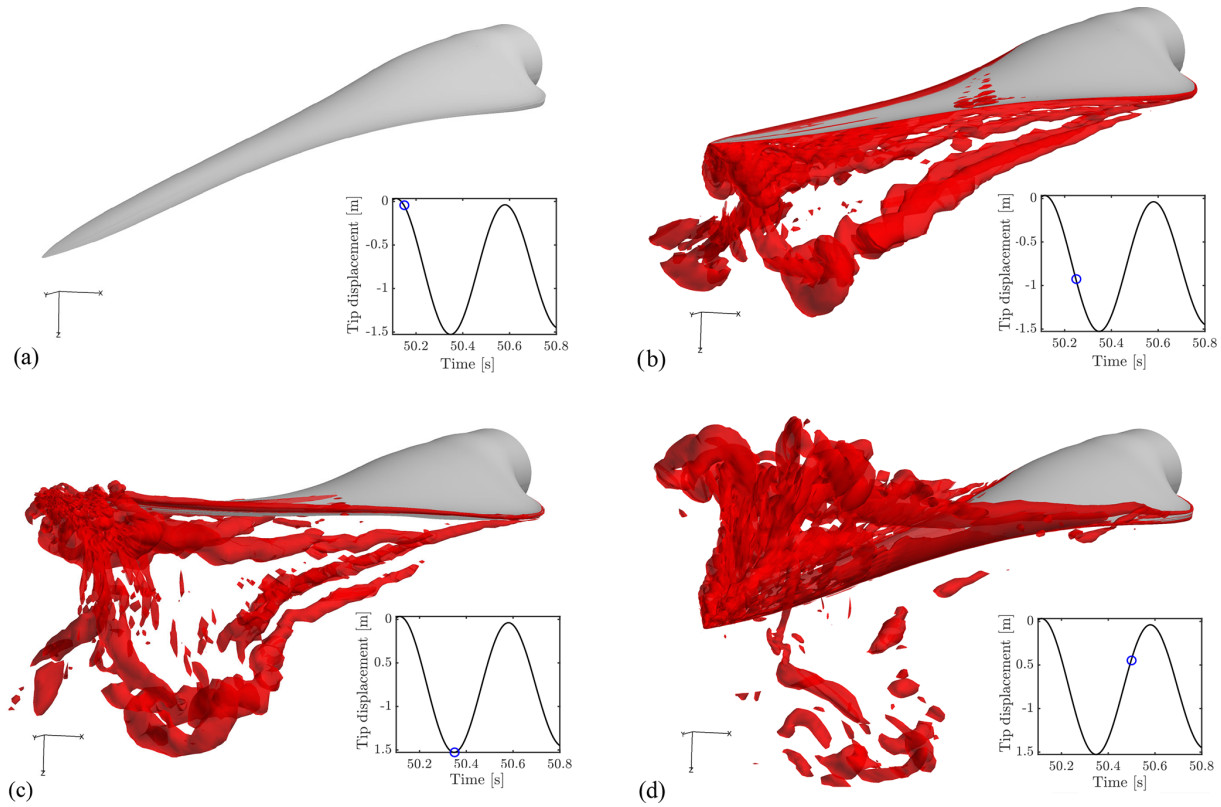 0
-0.5
-1
-1.5
Tip displacement [m]
50.2 50.4 50.6 50.8
Time [s]
Y X
Z
(a)
0
-0.5
-1
-1.5
Tip displacement [m]
50.2 50.4 50.6 50.8
Time [s]
Y X
Z
(b)
0
0.5
1
1.5
Tip displacement [m]
50.2 50.4 50.6 50.8
Time [s]
Y X
Z
(c)
0
0.5
1
1.5
Tip displacement [m]
50.2 50.4 50.6 50.8
Time [s]
Y X
Z
(d)